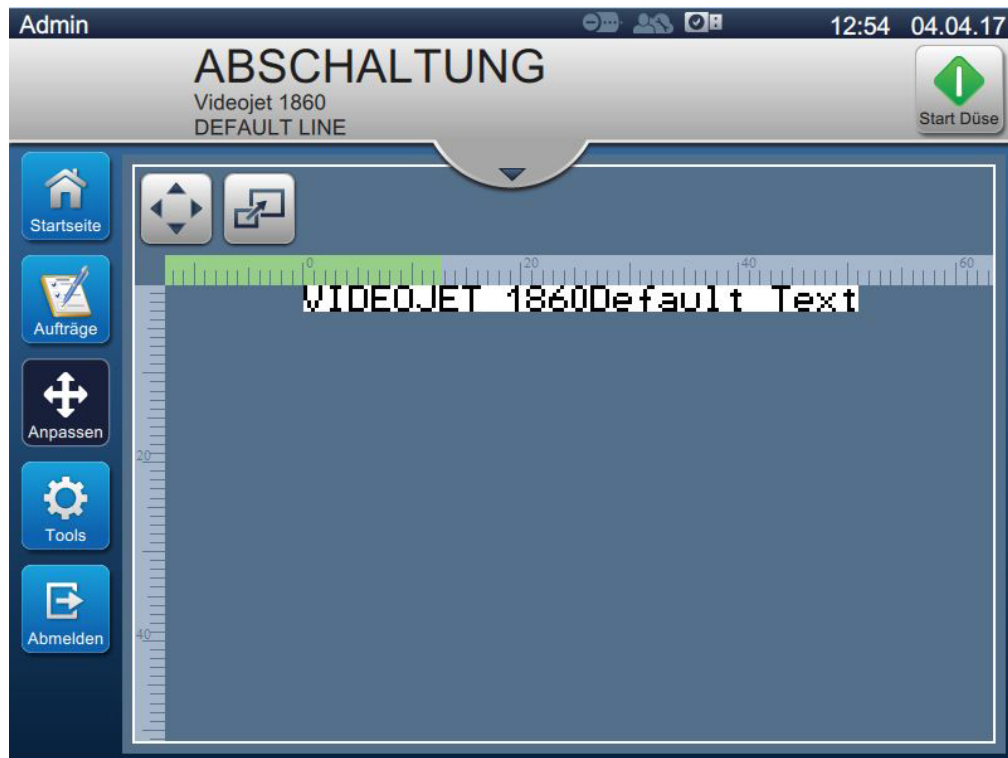 Admin 12:54 04.04.17
ABSCHALTUNG
Videojet 1860
DEFAULT LINE
Start Düse
Startseite
Aufträge
Anpassen
Tools
Abmelden
0 20 40 60
VIDEOJET 1860Default Text
20
40